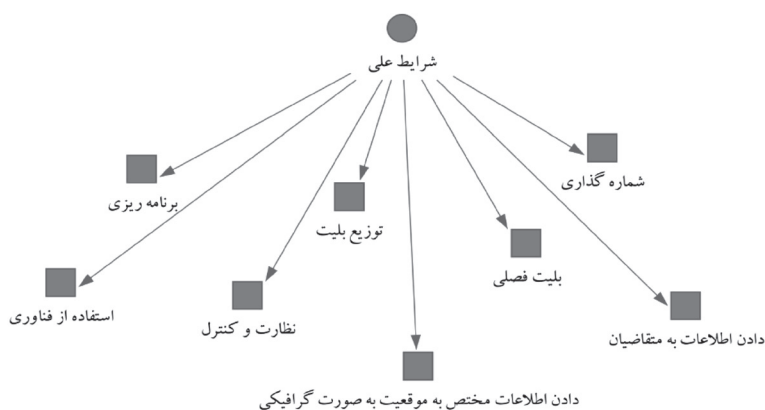 شرایط علی
شماره گذاری
برنامه ریزی
توزیع بلیت
بلیت فصلی
استفاده از فناوری
نظارت و کنترل
دادن اطلاعات به متقاضیان
دادن اطلاعات مختص به موقعیت به صورت گرافیکی